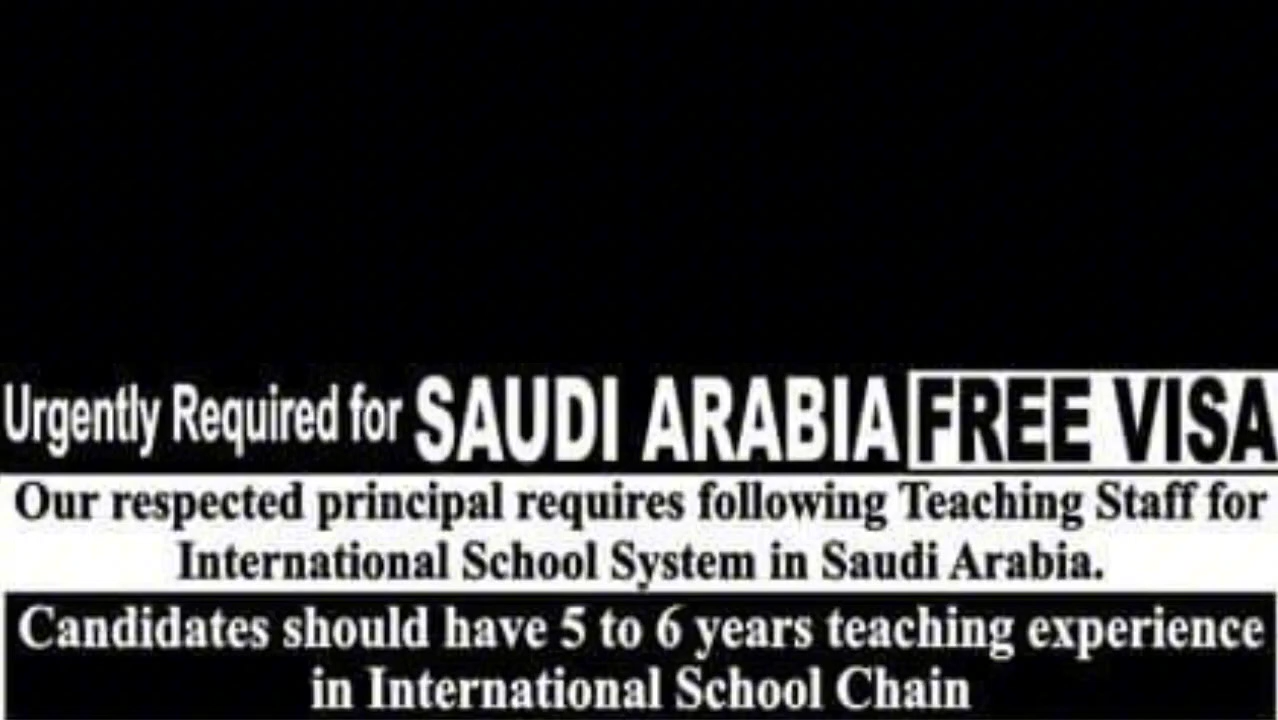 Urgently Required for SAUDI ARABIA FREE VISA
Our respected principal requires following Teaching Staff for
International School System in Saudi Arabia.
Candidates should have 5 to 6 years teaching experience
in International School Chain